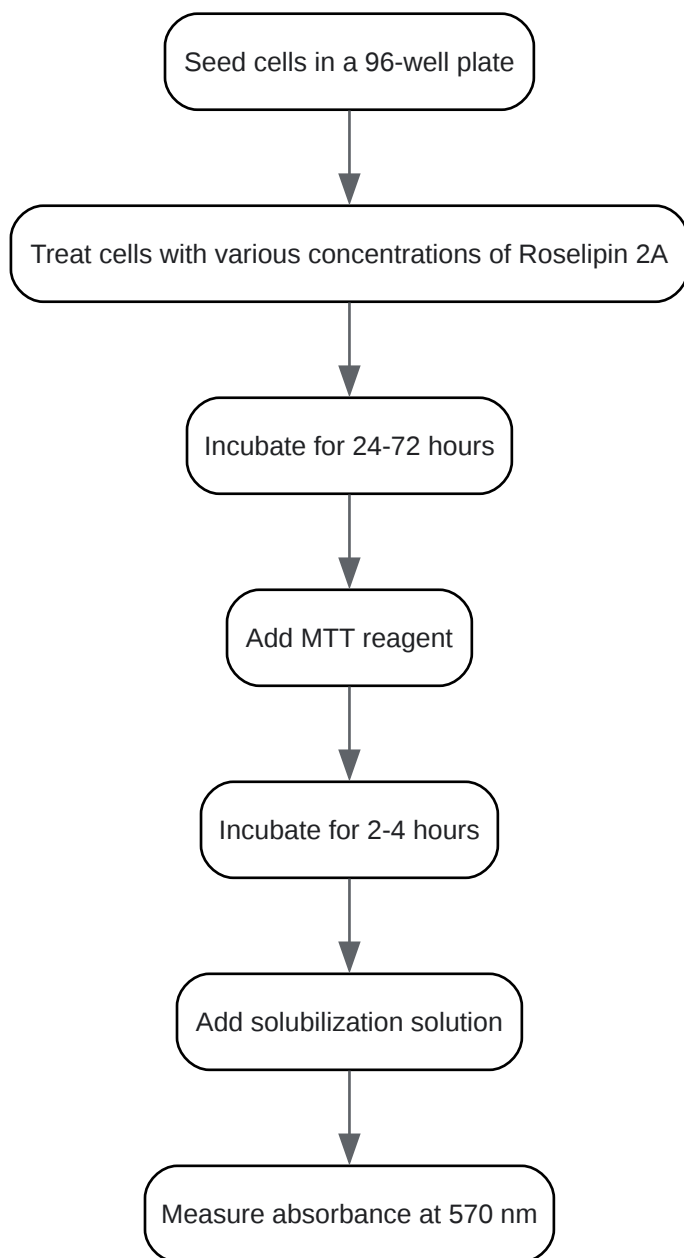 Seed cells in a 96-well plate
Treat cells with various concentrations of Roselipin 2A
Incubate for 24-72 hours
Add MTT reagent
Incubate for 2-4 hours
Add solubilization solution
Measure absorbance at 570 nm